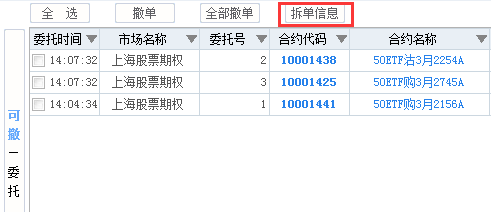 全 选 撤单 全部撤单 拆单信息
委托时间 市场名称 委托号 合约代码 合约名称
14:07:32 上海股票期权 2 10001438 50ETF沽3月2254A
14:07:32 上海股票期权 3 10001425 50ETF购3月2745A
14:04:34 上海股票期权 1 10001441 50ETF购3月2156A
可撤一委托